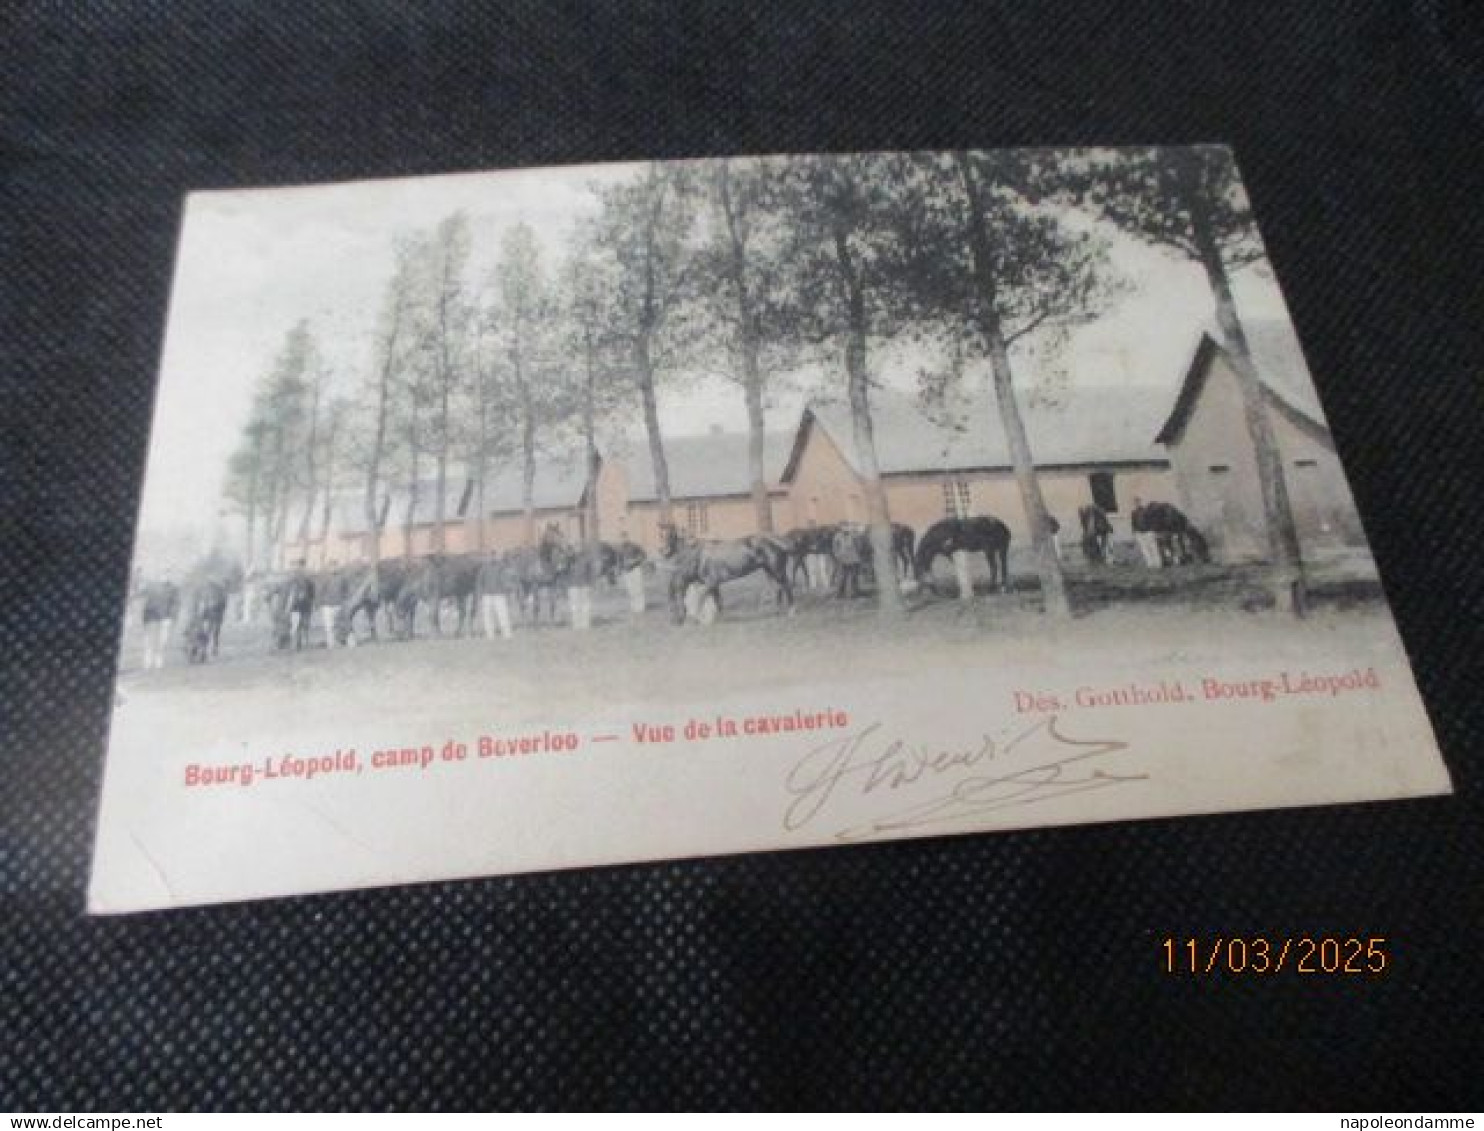 Dés. Gotthold, Bourg-Léopold
Bourg-Léopold, camp de Beverloo — Vue de la cavalerie
11/03/2025
delcampe.net
napoleondamme